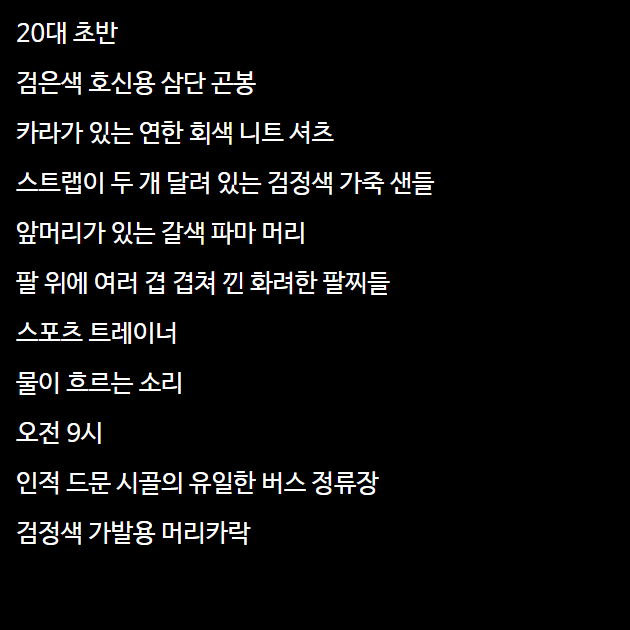 20대 초반
검은색 호신용 삼단 곤봉
카라가 있는 연한 회색 니트 셔츠
스트랩이 두 개 달려 있는 검정색 가죽 샌들
앞머리가 있는 갈색 파마 머리
팔 위에 여러 겹 겹쳐 낀 화려한 팔찌들
스포츠 트레이너
물이 흐르는 소리
오전 9시
인적 드문 시골의 유일한 버스 정류장
검정색 가발용 머리카락